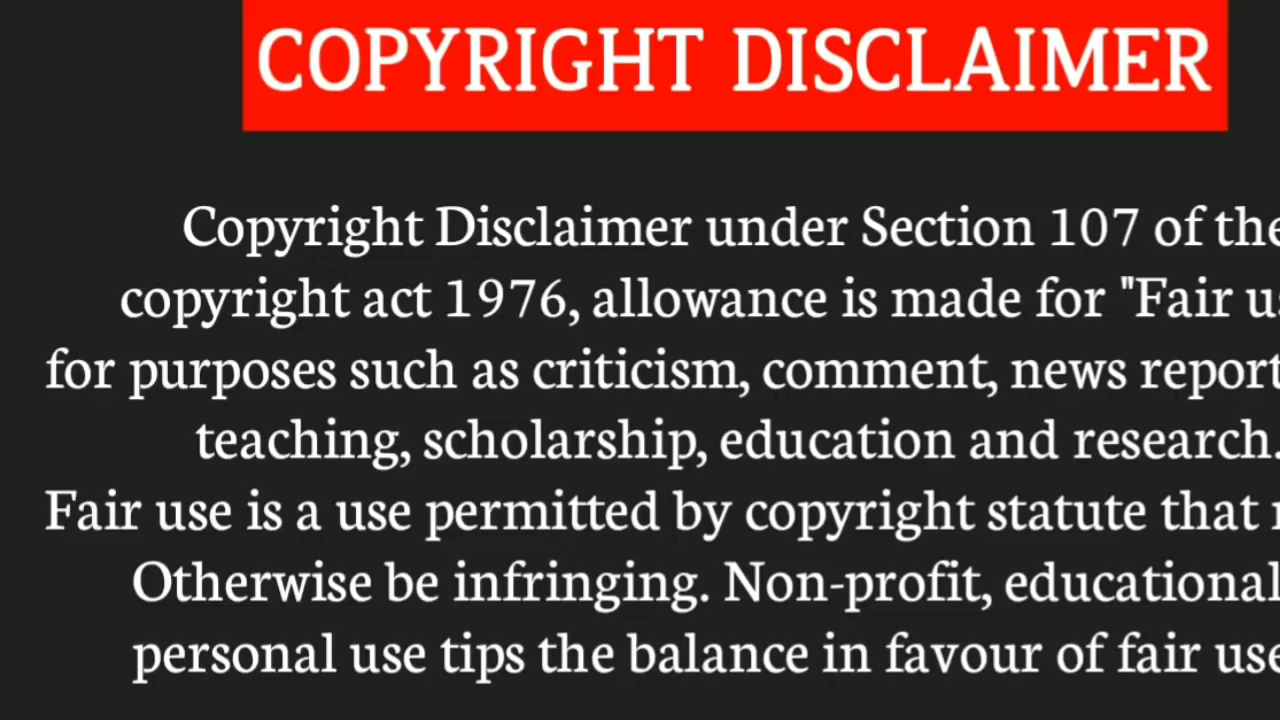 COPYRIGHT DISCLAIMER
Copyright Disclaimer under Section 107 of the
copyright act 1976, allowance is made for "Fair u
for purposes such as criticism, comment, news report
teaching, scholarship, education and research.
Fair use is a use permitted by copyright statute that
Otherwise be infringing. Non-profit, educational
personal use tips the balance in favour of fair use